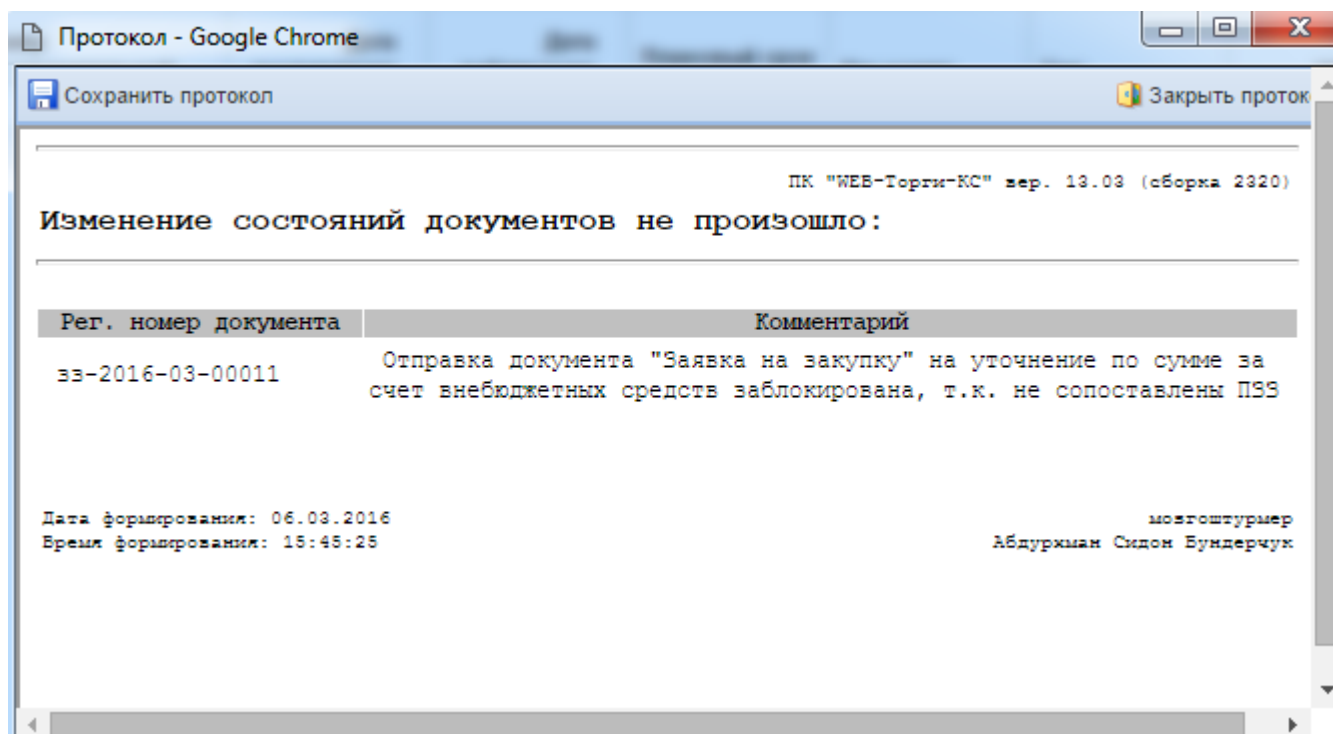 Протокол - Google Chrome
Сохранить протокол
Закрыть проток
ПК "WEB-Торги-КС" вер. 13.03 (сборка 2320)
Изменение состояний документов не произошло:
Рег. номер документа Комментарий
зз-2016-03-00011
Отправка документа "Заявка на закупку" на уточнение по сумме за
счет внебюджетных средств заблокирована, т.к. не сопоставлены ПЗЗ
Дата формирования: 06.03.2016
Время формирования: 15:45:25
мозгоштурмер
Абдуржман Сидон Бундерчук